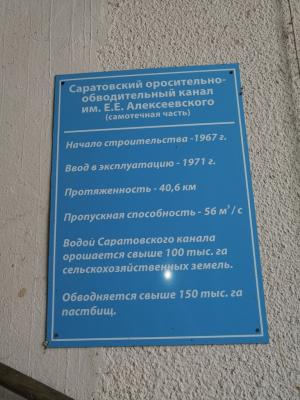 Саратовский оросительно-
обводнительный канал
им. Е.Е. Алексеевского
(самотечная часть)
Начало строительства -1967 г.
Ввод в эксплуатацию - 1971 г.
Протяженность - 40,6 км
Пропускная способность - 56 м³ / с
Водой Саратовского канала
орошается свыше 100 тыс. га
сельскохозяйственных земель.
Обводняется свыше 150 тыс. га
пастбищ.